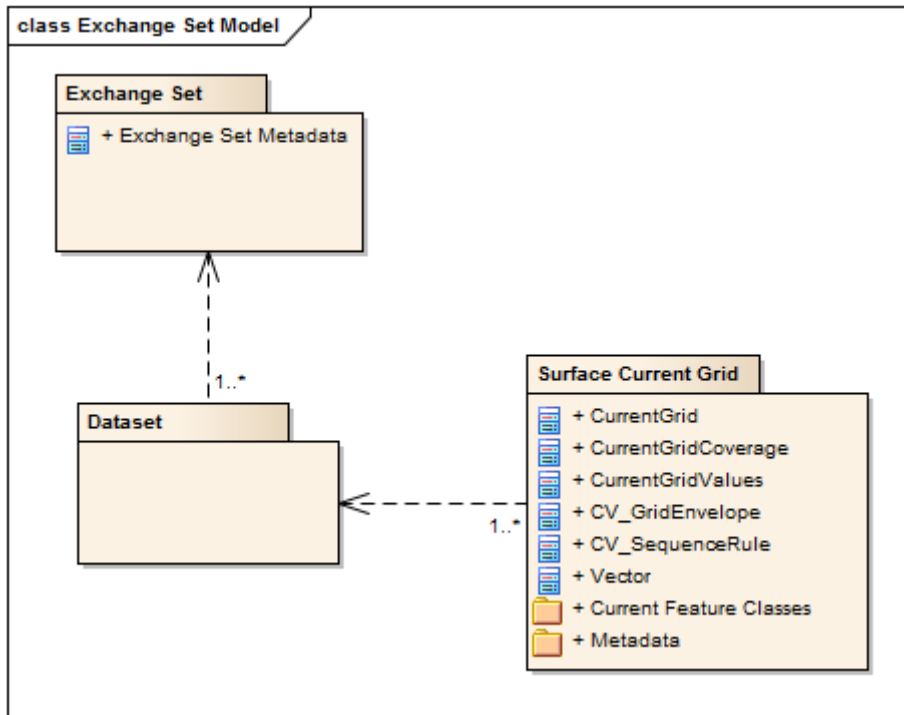 class Exchange Set Model
Exchange Set
+ Exchange Set Metadata
1..*
Dataset
1..*
Surface Current Grid
+ CurrentGrid
+ CurrentGridCoverage
+ CurrentGridValues
+ CV_GridEnvelope
+ CV_SequenceRule
+ Vector
+ Current Feature Classes
+ Metadata